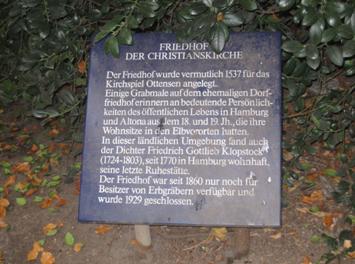 FRIEDHOF
DER CHRISTIANSKIRCHE
Der Friedhof wurde vermutlich 1537 für das
Kirchspiel Ottensen angelegt.
Einige Grabmale auf dem ehemaligen Dorf-
friedhof erinnern an bedeutende Persönlich-
keiten des öffentlichen Lebens in Hamburg
und Altona aus dem 18. und 19. Jh., die ihre
Wohnsitze in den Elbvororten hatten.
In dieser ländlichen Umgebung fand auch
der Dichter Friedrich Gottlieb Klopstock
(1724-1803), seit 1770 in Hamburg wohnhaft,
seine letzte Ruhestätte.
Der Friedhof war seit 1860 nur noch für
Besitzer von Erbgräbern verfügbar und
wurde 1929 geschlossen.